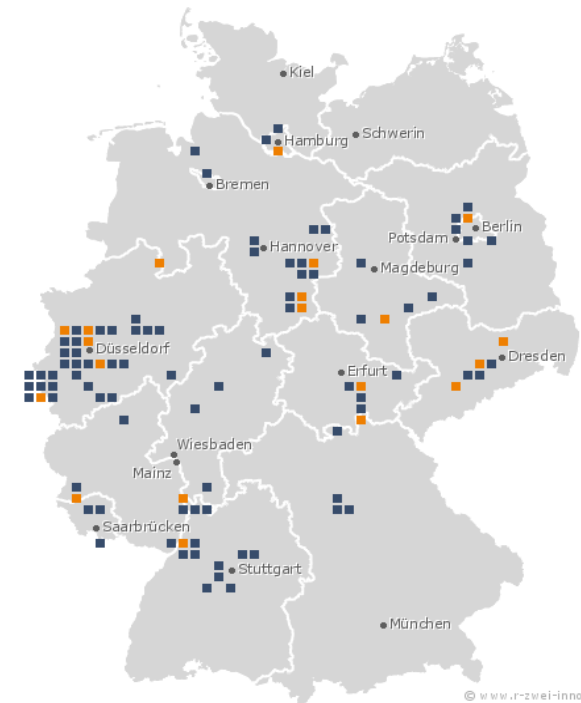 Kiel
Schwerin
Hamburg
Bremen
Berlin
Potsdam
Hannover
Magdeburg
Düsseldorf
Dresden
Erfurt
Wiesbaden
Mainz
Saarbrücken
Stuttgart
München
© www.r-zwei-inno